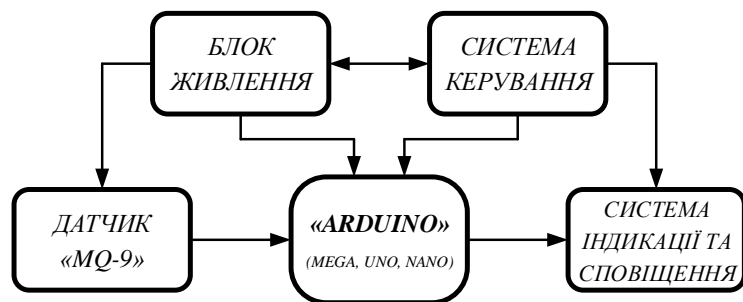 БЛОК
ЖИВЛЕННЯ
СИСТЕМА
КЕРУВАННЯ
ДАТЧИК
«MQ-9»
«ARDUINO»
(MEGA, UNO, NANO)
СИСТЕМА
ІНДИКАЦІЇ ТА
СПОВІЩЕННЯ